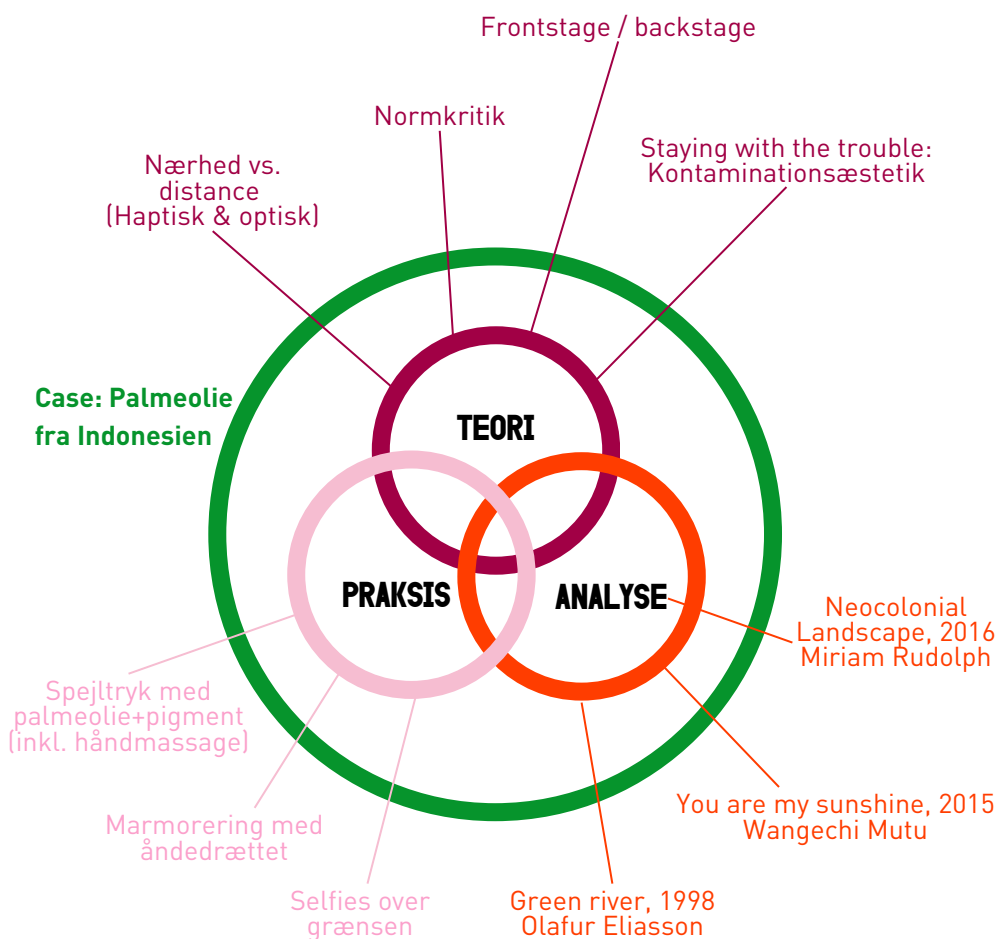 Frontstage / backstage
Normkritik
Staying with the trouble:
Kontaminationsæstetik
Nærhed vs.
distance
(Haptisk & optisk)
Case: Palmeolie
fra Indonesien
TEORI
PRAKSIS
ANALYSE
Neocolonial
Landscape, 2016
Miriam Rudolph
Spejltryk med
palmeolie+pigment
(inkl. håndmassage)
You are my sunshine, 2015
Wangechi Mutu
Marmorering med
åndedrættet
Selfies over
grænsen
Green river, 1998
Olafur Eliasson